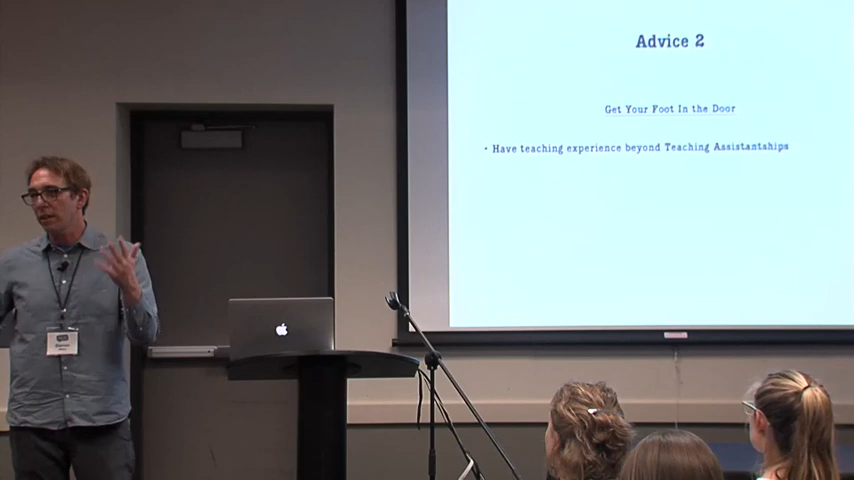 Advice 2
Get Your Foot In the Door
• Have teaching experience beyond Teaching Assistantships